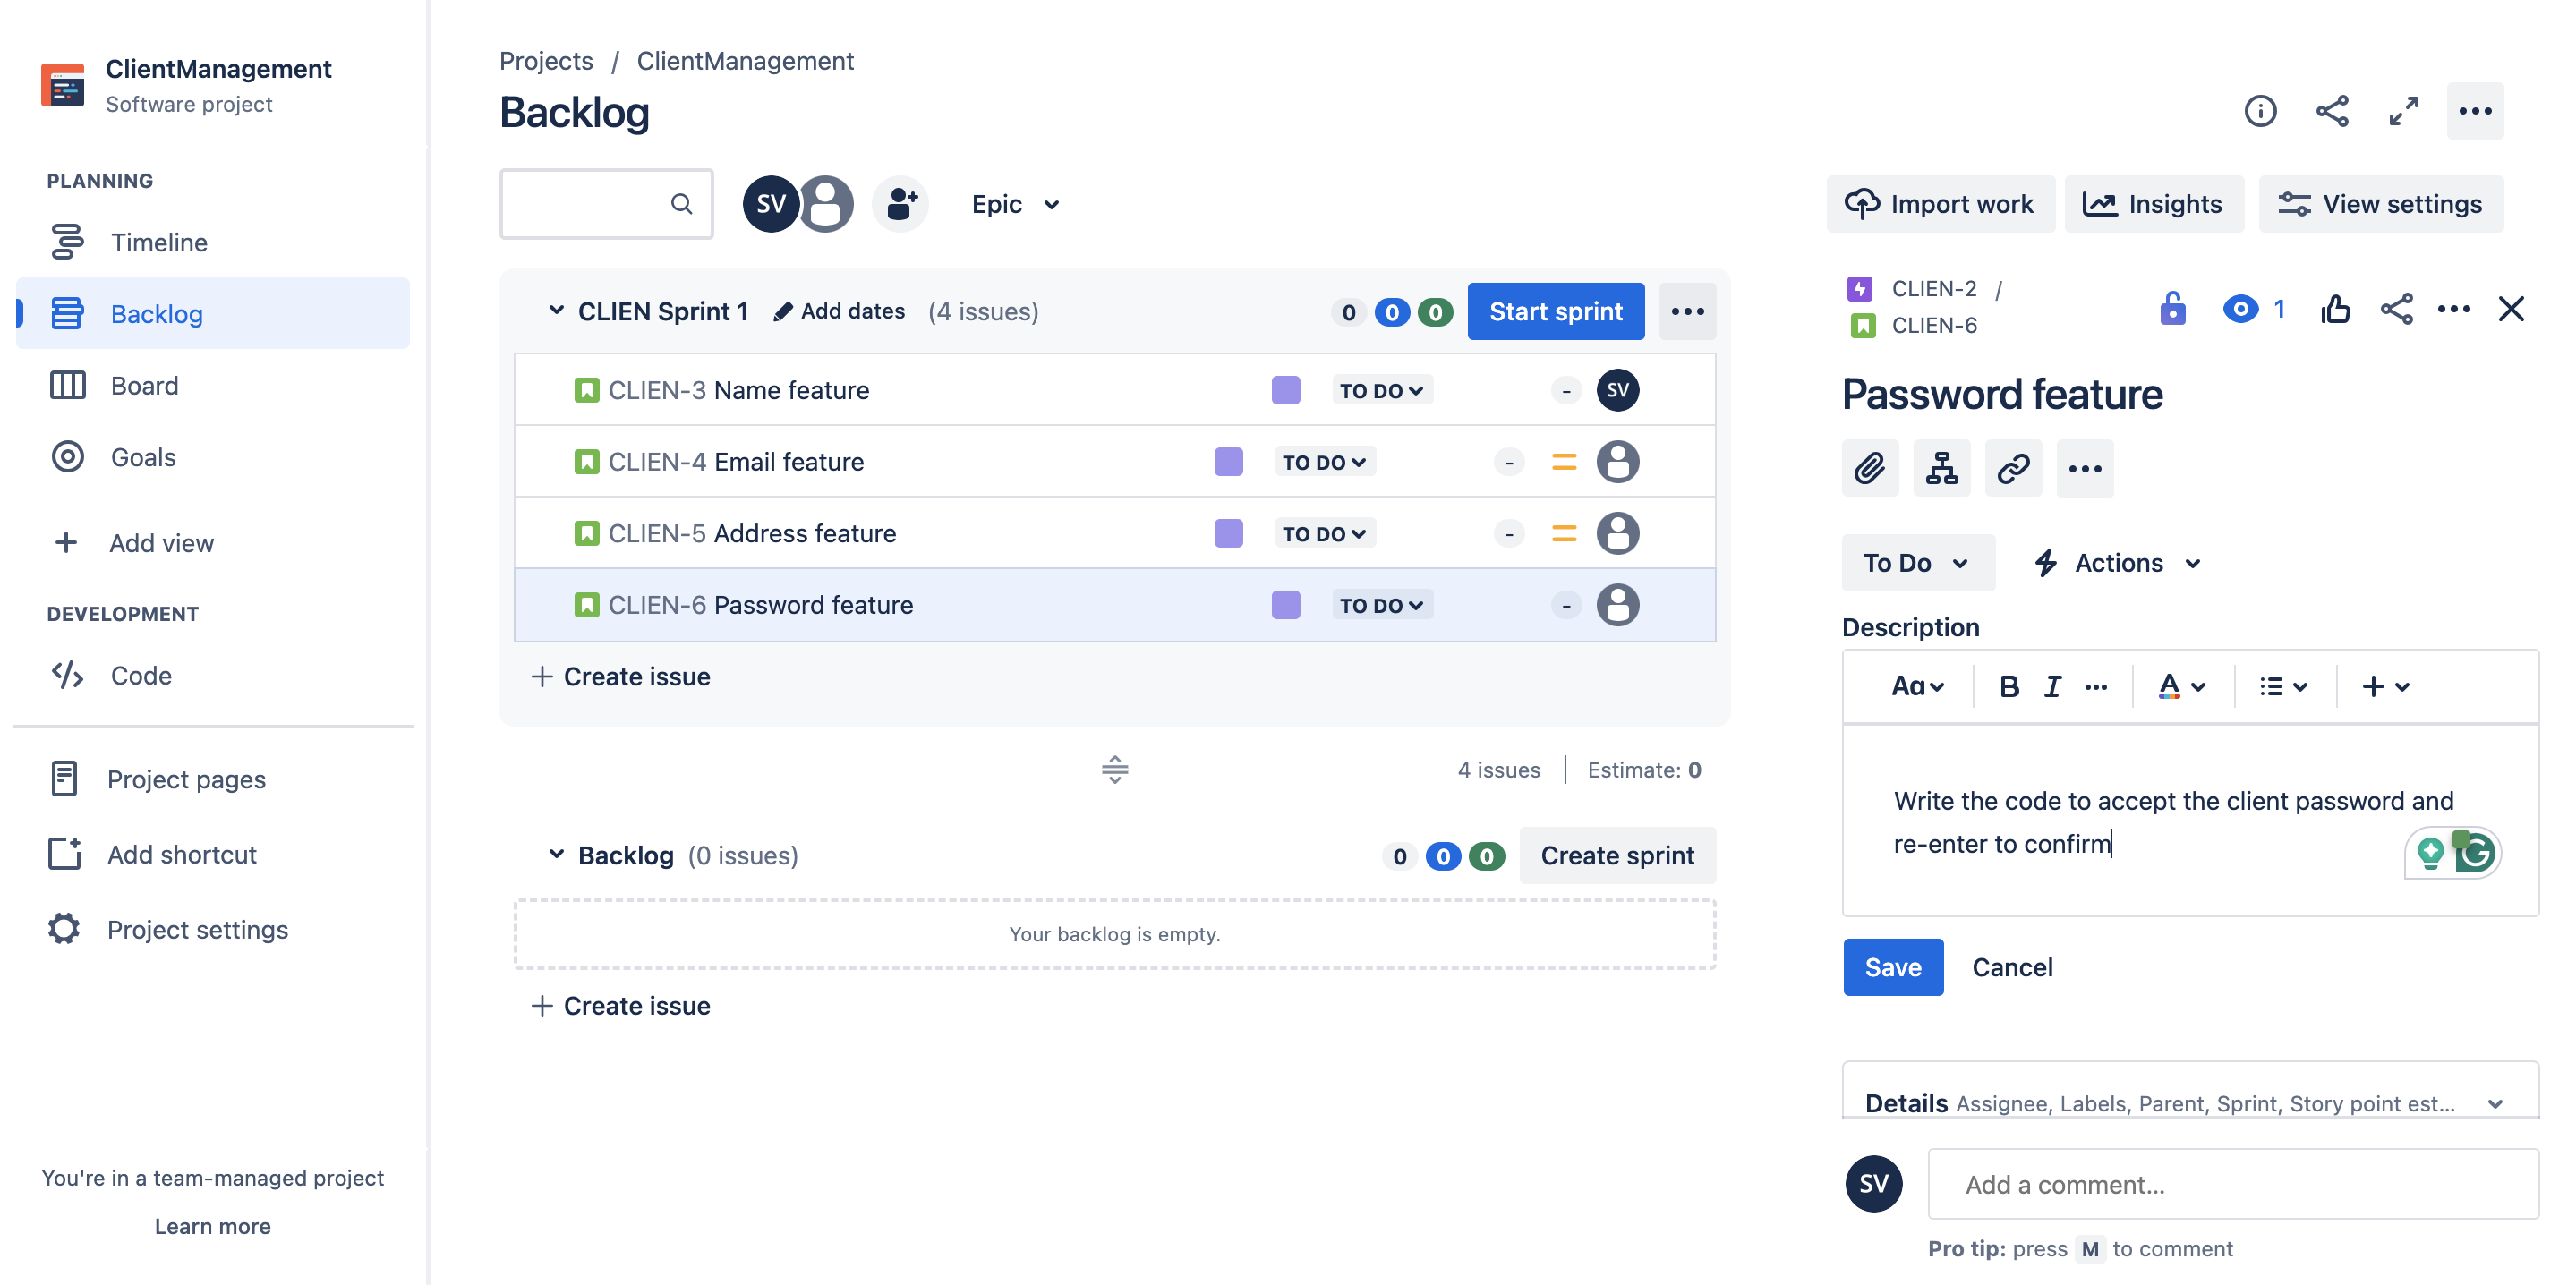 ClientManagement
Software project
PLANNING
Timeline
Backlog
Board
Goals
Add view
DEVELOPMENT
Code
Project pages
Add shortcut
Project settings
You're in a team-managed project
Learn more
Projects / ClientManagement
Backlog
SV
Epic
Import work
Insights
View settings
CLIEN Sprint 1 Add dates (4 issues)
0 0 0 Start sprint
CLIEN-3 Name feature TO DO - SV
CLIEN-4 Email feature TO DO -
CLIEN-5 Address feature TO DO -
CLIEN-6 Password feature TO DO -
+ Create issue
4 issues Estimate: 0
Backlog (0 issues) 0 0 0 Create sprint
Your backlog is empty.
+ Create issue
CLIEN-2 /
CLIEN-6
1
Password feature
To Do Actions
Description
Aa B I ... A
Write the code to accept the client password and
re-enter to confirm
G
Save Cancel
Details Assignee, Labels, Parent, Sprint, Story point est...
SV Add a comment...
Pro tip: press M to comment